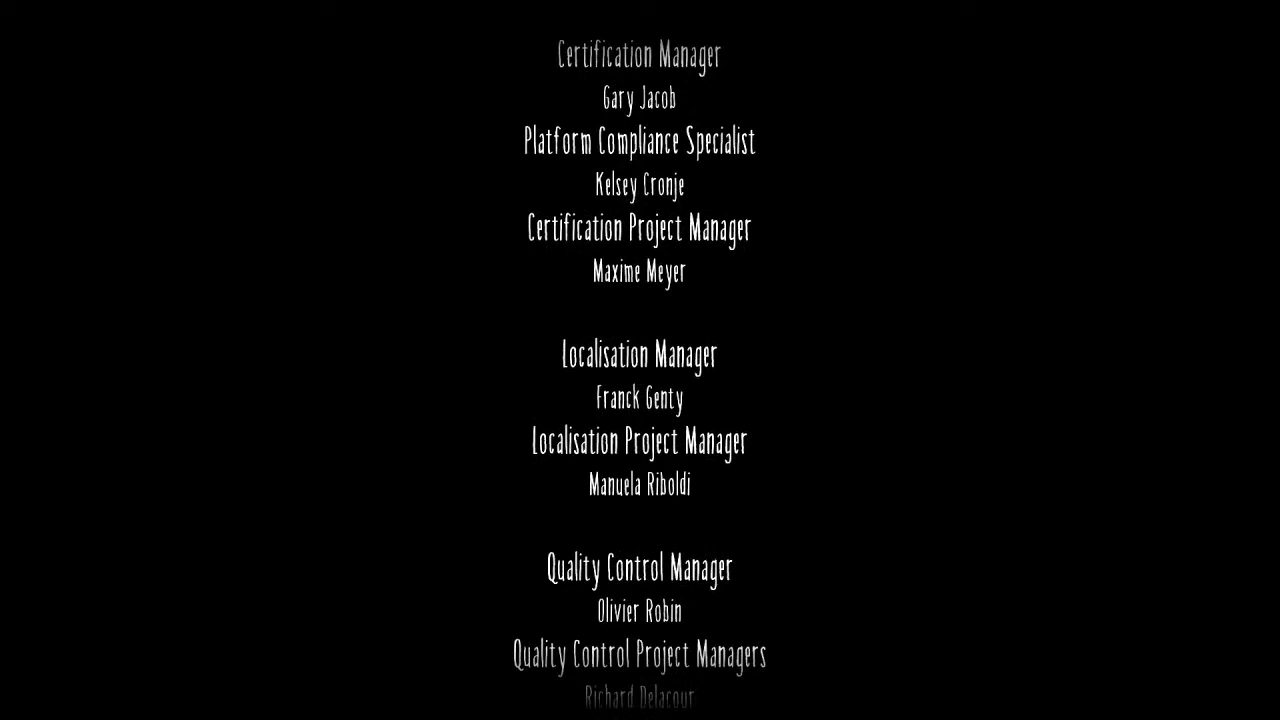 Certification Manager
Gary Jacob
Platform Compliance Specialist
Kelsey Cronje
Certification Project Manager
Maxime Meyer
Localisation Manager
Franck Genty
Localisation Project Manager
Manuela Riboldi
Quality Control Manager
Olivier Robin
Quality Control Project Managers
Richard Delacour